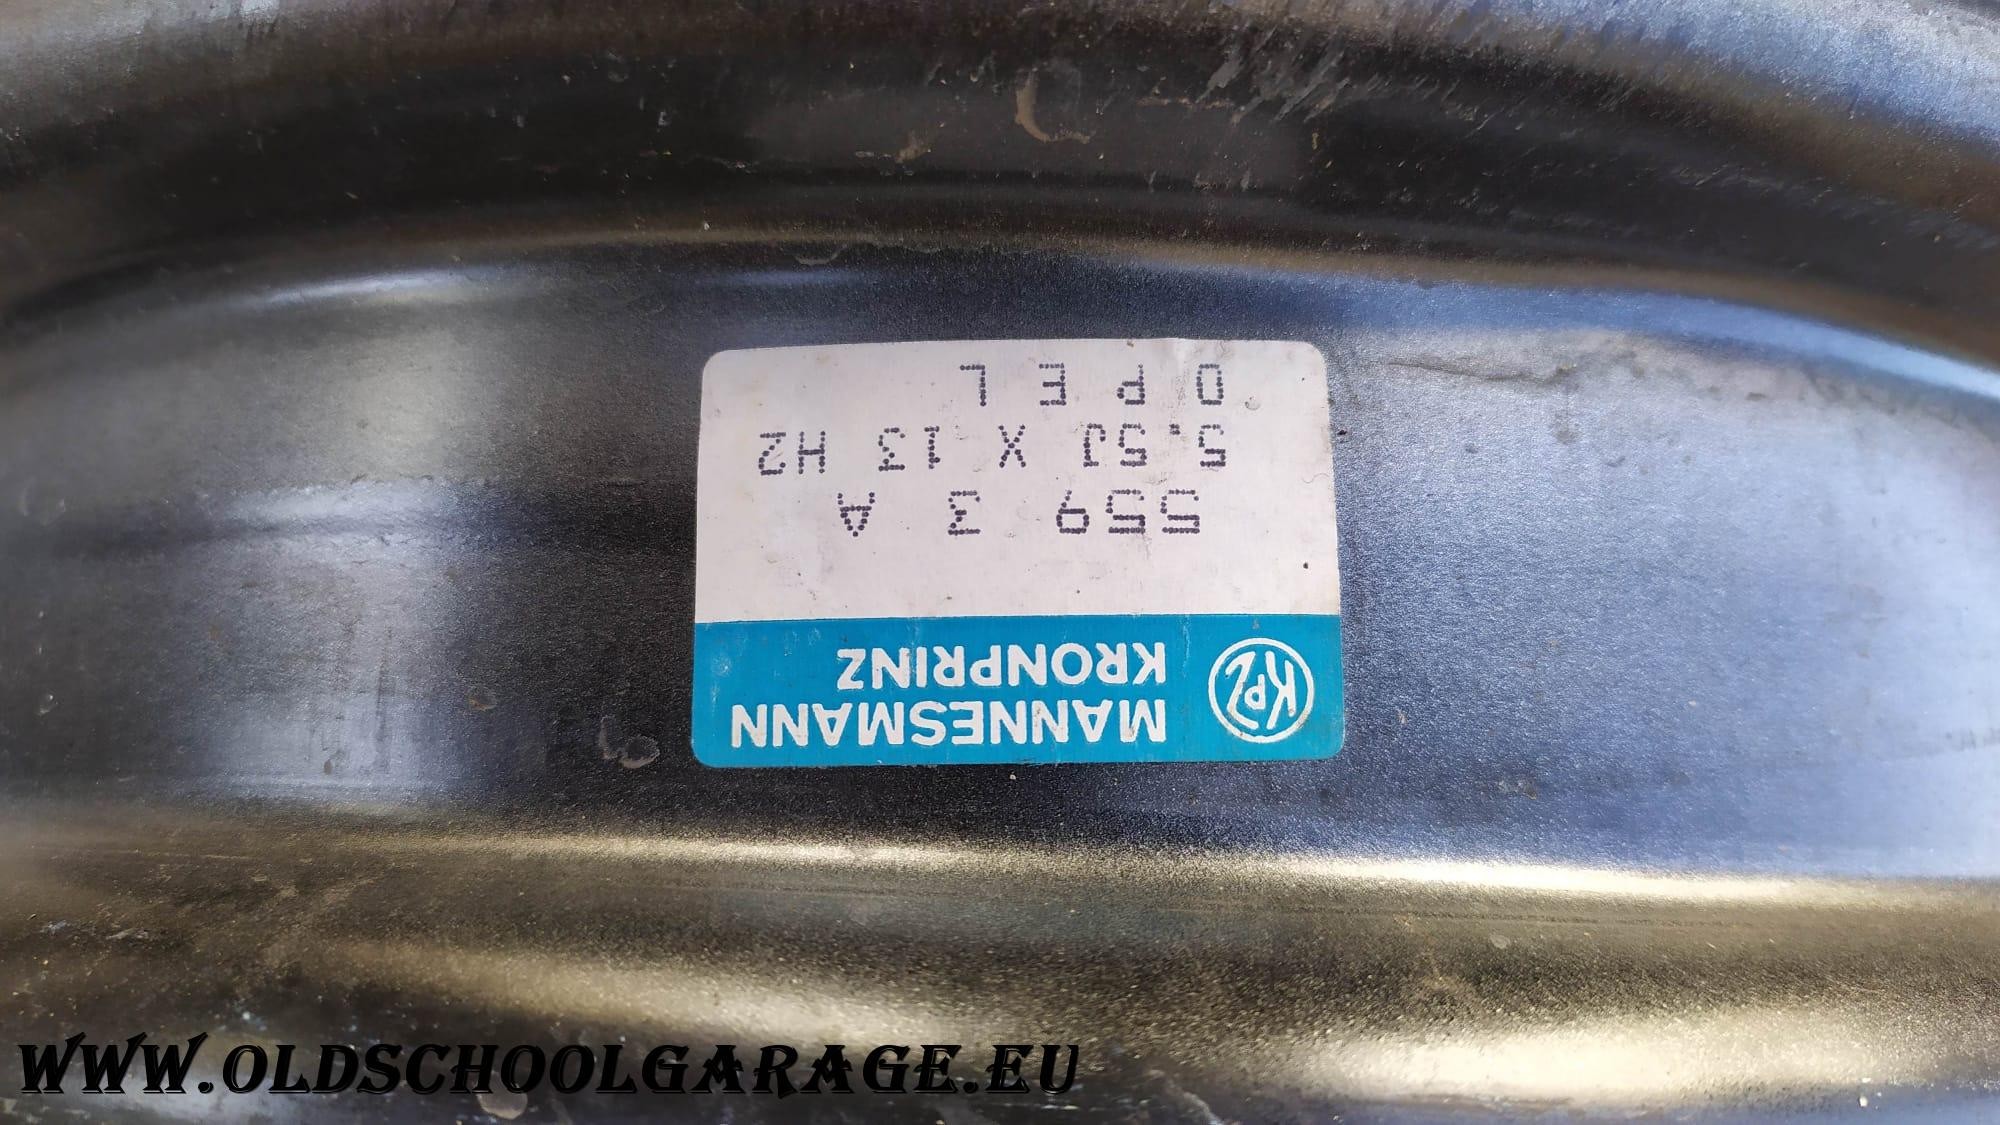 KPZ
MANNESMANN
KRONPRINZ
559 3 A
5.5J X 13 H2
OPEL
WWW.OLDSCHOOLGARAGE.EU